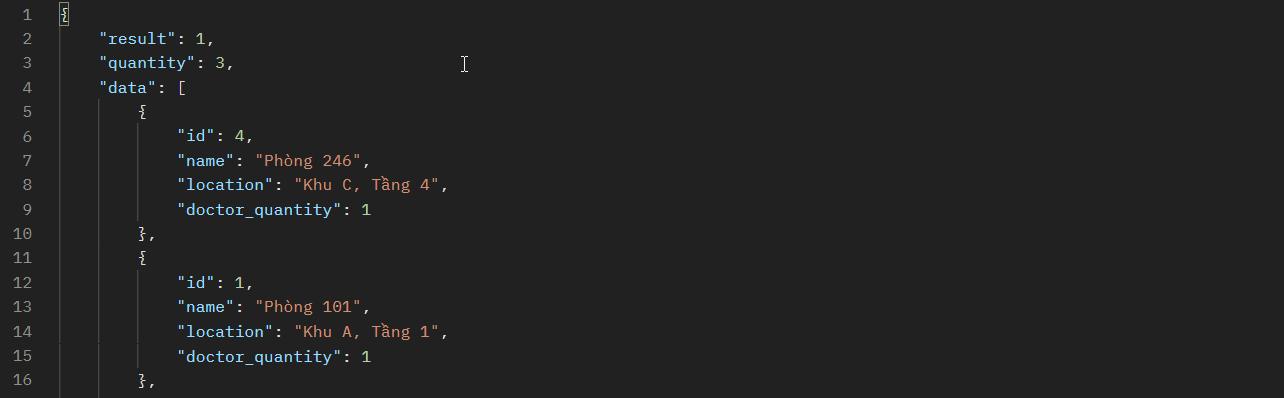 1 {
2 "result": 1,
3 "quantity": 3,
4 "data": [
5 {
6 "id": 4,
7 "name": "Phòng 246",
8 "location": "Khu C, Tầng 4",
9 "doctor_quantity": 1
10 },
11 {
12 "id": 1,
13 "name": "Phòng 101",
14 "location": "Khu A, Tầng 1",
15 "doctor_quantity": 1
16 },